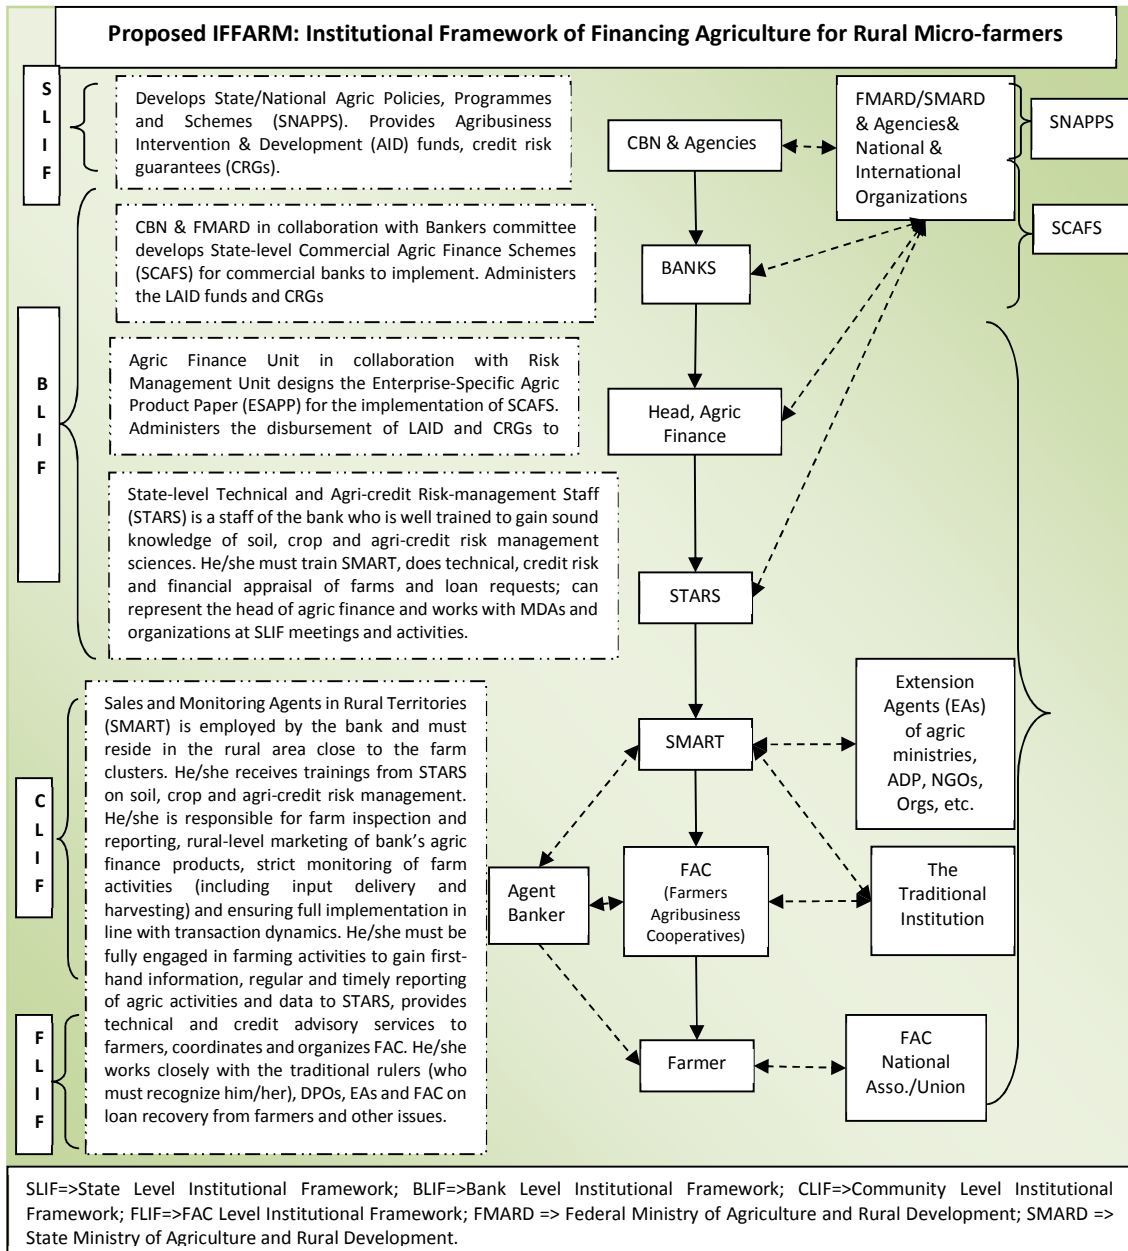 Proposed IFFARM: Institutional Framework of Financing Agriculture for Rural Micro-farmers
S
L
I
F
Develops State/National Agric Policies, Programmes
and Schemes (SNAPPS). Provides Agribusiness
Intervention & Development (AID) funds, credit risk
guarantees (CRGs).
CBN & Agencies
FMARD/SMARD
& Agencies&
National &
International
Organizations
SNAPPS
SCAFS
B
L
I
F
CBN & FMARD in collaboration with Bankers committee
develops State-level Commercial Agric Finance Schemes
(SCAFS) for commercial banks to implement. Administers
the LAID funds and CRGs
BANKS
Agric Finance Unit in collaboration with Risk
Management Unit designs the Enterprise-Specific Agric
Product Paper (ESAPP) for the implementation of SCAFS.
Administers the disbursement of LAID and CRGs to
Head, Agric
Finance
State-level Technical and Agri-credit Risk-management Staff
(STARS) is a staff of the bank who is well trained to gain sound
knowledge of soil, crop and agri-credit risk management
sciences. He/she must train SMART, does technical, credit risk
and financial appraisal of farms and loan requests; can
represent the head of agric finance and works with MDAs and
organizations at SLIF meetings and activities.
STARS
C
L
I
F
F
L
I
F
Sales and Monitoring Agents in Rural Territories
(SMART) is employed by the bank and must
reside in the rural area close to the farm
clusters. He/she receives trainings from STARS
on soil, crop and agri-credit risk management.
He/she is responsible for farm inspection and
reporting, rural-level marketing of bank's agric
finance products, strict monitoring of farm
activities (including input delivery and
harvesting) and ensuring full implementation in
line with transaction dynamics. He/she must be
fully engaged in farming activities to gain first-
hand information, regular and timely reporting
of agric activities and data to STARS, provides
technical and credit advisory services to
farmers, coordinates and organizes FAC. He/she
works closely with the traditional rulers (who
must recognize him/her), DPOs, EAs and FAC on
loan recovery from farmers and other issues.
SMART
Extension
Agents (EAs)
of agric
ministries,
ADP, NGOs,
Orgs, etc.
Agent
Banker
FAC
(Farmers
Agribusiness
Cooperatives)
The
Traditional
Institution
Farmer
FAC
National
Asso./Union
SLIF=>State Level Institutional Framework; BLIF=>Bank Level Institutional Framework; CLIF=>Community Level Institutional
Framework; FLIF=>FAC Level Institutional Framework; FMARD => Federal Ministry of Agriculture and Rural Development; SMARD =>
State Ministry of Agriculture and Rural Development.